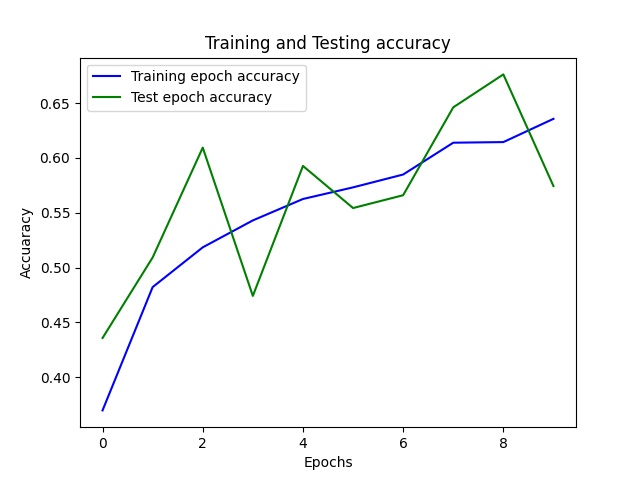 Training and Testing accuracy
Training epoch accuracy
Test epoch accuracy
Accuaracy
0.65
0.60
0.55
0.50
0.45
0.40
0 2 4 6 8
Epochs